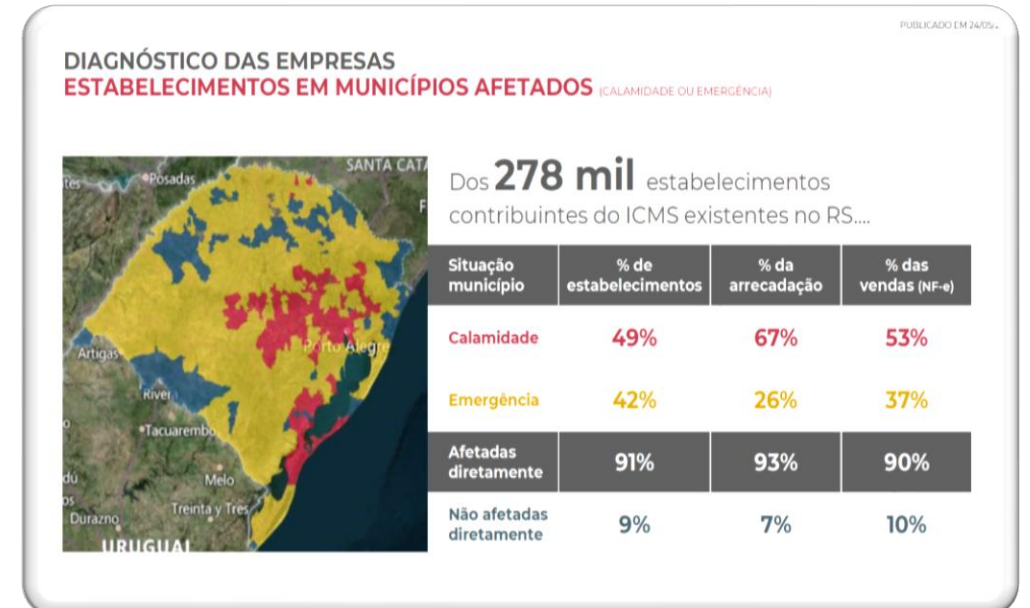 PUBLICADO EM 24/05/..
DIAGNÓSTICO DAS EMPRESAS
ESTABELECIMENTOS EM MUNICÍPIOS AFETADOS (CALAMIDADE OU EMERGÊNCIA)
Dos 278 mil estabelecimentos
contribuintes do ICMS existentes no RS....
SANTA CATA
Posadas
Porto Alegre
Artigas
River
Tacuarembo
Melo
Treinta y Tres
Durazno
URUGUAI
Situação município % de estabelecimentos % da arrecadação % das vendas (NF-e)
Calamidade 49% 67% 53%
Emergência 42% 26% 37%
Afetadas diretamente 91% 93% 90%
Não afetadas diretamente 9% 7% 10%